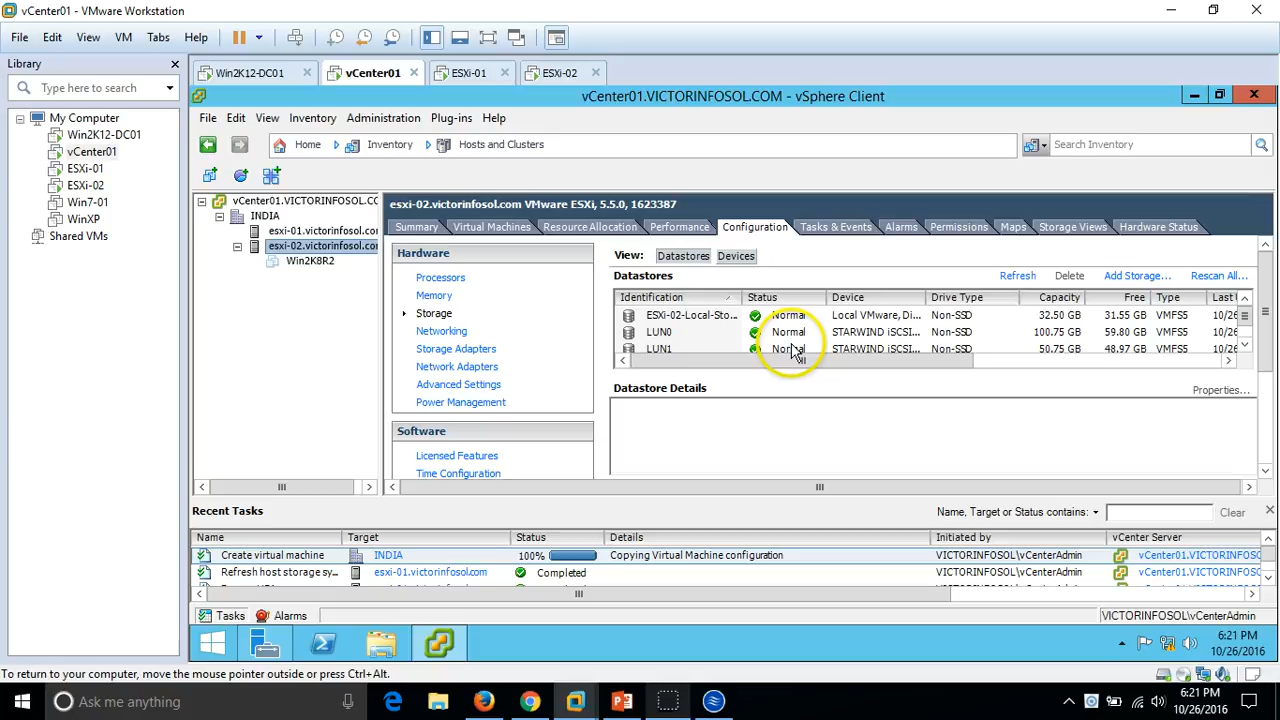 vCenter01 - VMware Workstation
File Edit View VM Tabs Help
Library
Type here to search
My Computer
Win2K12-DC01
vCenter01
ESXi-01
ESXi-02
Win7-01
WinXP
Shared VMs
Win2K12-DC01 vCenter01 ESXi-01 ESXi-02
vCenter01.VICTORINFOSOL.COM - vSphere Client
File Edit View Inventory Administration Plug-ins Help
Home Inventory Hosts and Clusters Search Inventory
vCenter01.VICTORINFOSOL.CO
INDIA
esxi-01.victorinfosol.com
esxi-02.victorinfosol.com
Win2K8R2
esxi-02.victorinfosol.com VMware ESXi, 5.5.0, 1623387
Summary Virtual Machines Resource Allocation Performance Configuration Tasks & Events Alarms Permissions Maps Storage Views Hardware Status
Hardware
Processors
Memory
Storage
Networking
Storage Adapters
Network Adapters
Advanced Settings
Power Management
Software
Licensed Features
Time Configuration
View: Datastores Devices
Datastores Refresh Delete Add Storage... Rescan All...
Identification Status Device Drive Type Capacity Free Type Last
ESXi-02-Local-Sto... Normal Local VMware, Di... Non-SSD 32.50 GB 31.55 GB VMFS5 10/26
LUN0 Normal STARWIND iSCSI... Non-SSD 100.75 GB 59.80 GB VMFS5 10/26
LUN1 Normal STARWIND iSCSI... Non-SSD 50.75 GB 48.97 GB VMFS5 10/26
Datastore Details Properties...
Recent Tasks Name, Target or Status contains: Clear
Name Target Status Details Initiated by vCenter Server
Create virtual machine INDIA 100% Copying Virtual Machine configuration VICTORINFOSOL\vCenterAdmin vCenter01.VICTORINFOSO
Refresh host storage sy... esxi-01.victorinfosol.com Completed VICTORINFOSOL\vCenterAdmin vCenter01.VICTORINFOSO
Tasks Alarms VICTORINFOSOL\vCenterAdmin
6:21 PM
10/26/2016
To return to your computer, move the mouse pointer outside or press Ctrl+Alt.
Ask me anything
6:21 PM
10/26/2016